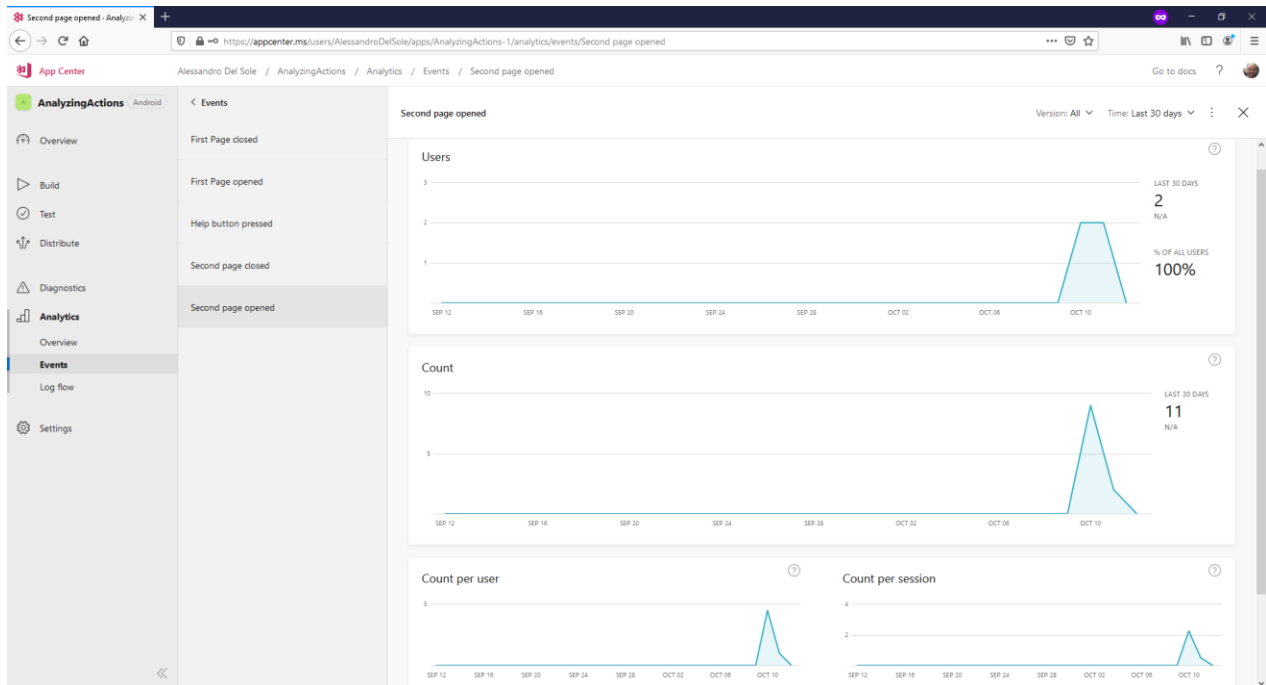 Second page opened - Analyzin
https://appcenter.ms/users/AlessandroDelSole/apps/AnalyzingActions-1/analytics/events/Second page opened
App Center
Alessandro Del Sole / AnalyzingActions / Analytics / Events / Second page opened
Go to docs ?
AnalyzingActions Android
Overview
Build
Test
Distribute
Diagnostics
Analytics
Overview
Events
Log flow
Settings
< Events
First Page closed
First Page opened
Help button pressed
Second page closed
Second page opened
Second page opened
Version: All Time: Last 30 days
Users
3
2
1
SEP 12 SEP 16 SEP 20 SEP 24 SEP 28 OCT 02 OCT 06 OCT 10
LAST 30 DAYS
2
N/A
% OF ALL USERS
100%
Count
10
5
SEP 12 SEP 16 SEP 20 SEP 24 SEP 28 OCT 02 OCT 06 OCT 10
LAST 30 DAYS
11
N/A
Count per user
5
SEP 12 SEP 16 SEP 20 SEP 24 SEP 28 OCT 02 OCT 06 OCT 10
Count per session
4
2
SEP 12 SEP 16 SEP 20 SEP 24 SEP 28 OCT 02 OCT 06 OCT 10